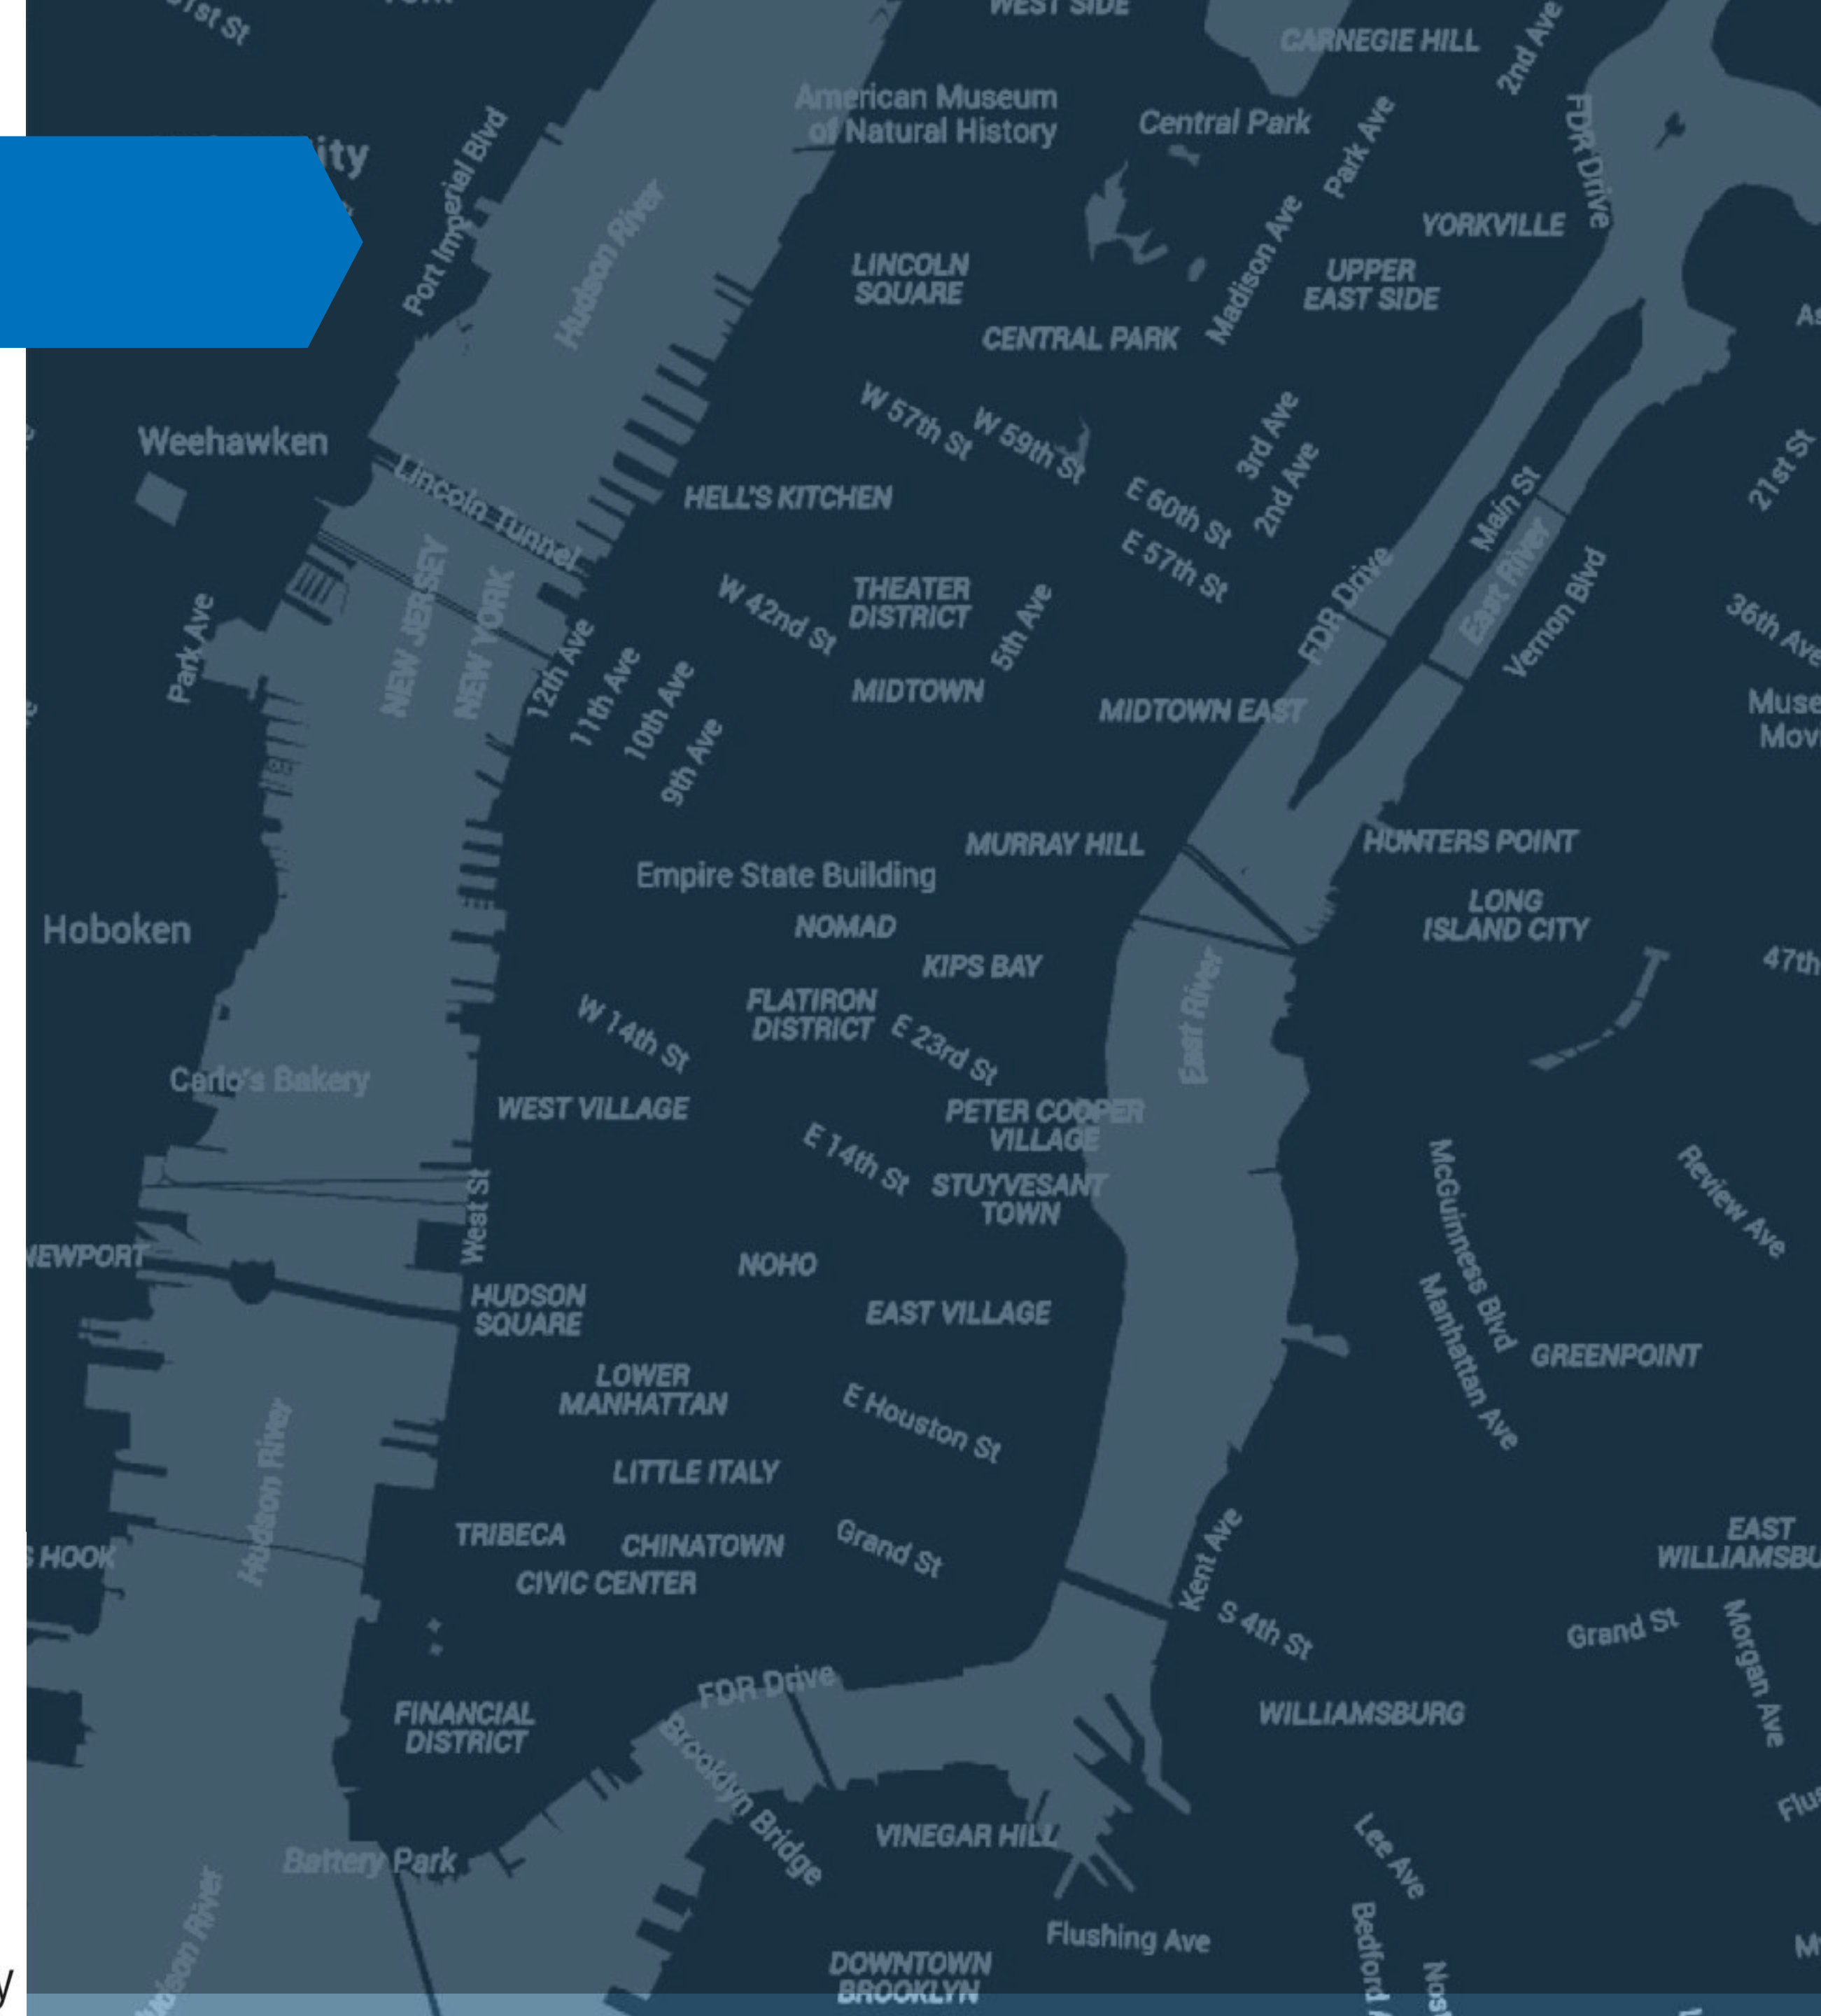 WEST SIDE
CARNEGIE HILL
2nd Ave
American Museum
of Natural History
Central Park
Park Ave
FDR Drive
Port Imperial Blvd
Hudson River
YORKVILLE
Madison Ave
LINCOLN
SQUARE
UPPER
EAST SIDE
CENTRAL PARK
Weehawken
W 57th St
W 59th St
3rd Ave
2nd Ave
21st St
Lincoln Tunnel
HELL'S KITCHEN
E 60th St
E 57th St
Main St
East River
Vernon Blvd
FDR Drive
NEW JERSEY
NEW YORK
W 42nd St
THEATER
DISTRICT
5th Ave
36th Ave
Park Ave
12th Ave
11th Ave
10th Ave
9th Ave
MIDTOWN
MIDTOWN EAST
MURRAY HILL
HUNTERS POINT
Empire State Building
LONG
ISLAND CITY
Hoboken
NOMAD
KIPS BAY
47th
East River
W 14th St
FLATIRON
DISTRICT
E 23rd St
Carlo's Bakery
WEST VILLAGE
PETER COOPER
VILLAGE
E 14th St
STUYVESANT
TOWN
McGuinness Blvd
Review Ave
West St
NEWPORT
NOHO
HUDSON
SQUARE
EAST VILLAGE
Manhattan Ave
GREENPOINT
LOWER
MANHATTAN
E Houston St
Hudson River
LITTLE ITALY
TRIBECA
CHINATOWN
Grand St
Kent Ave
EAST
WILLIAMSBU
S HOOK
CIVIC CENTER
S 4th St
Grand St
Morgan Ave
FDR Drive
FINANCIAL
DISTRICT
WILLIAMSBURG
Brooklyn Bridge
VINEGAR HILL
Lee Ave
Battery Park
Flushing Ave
Bedford
DOWNTOWN
BROOKLYN